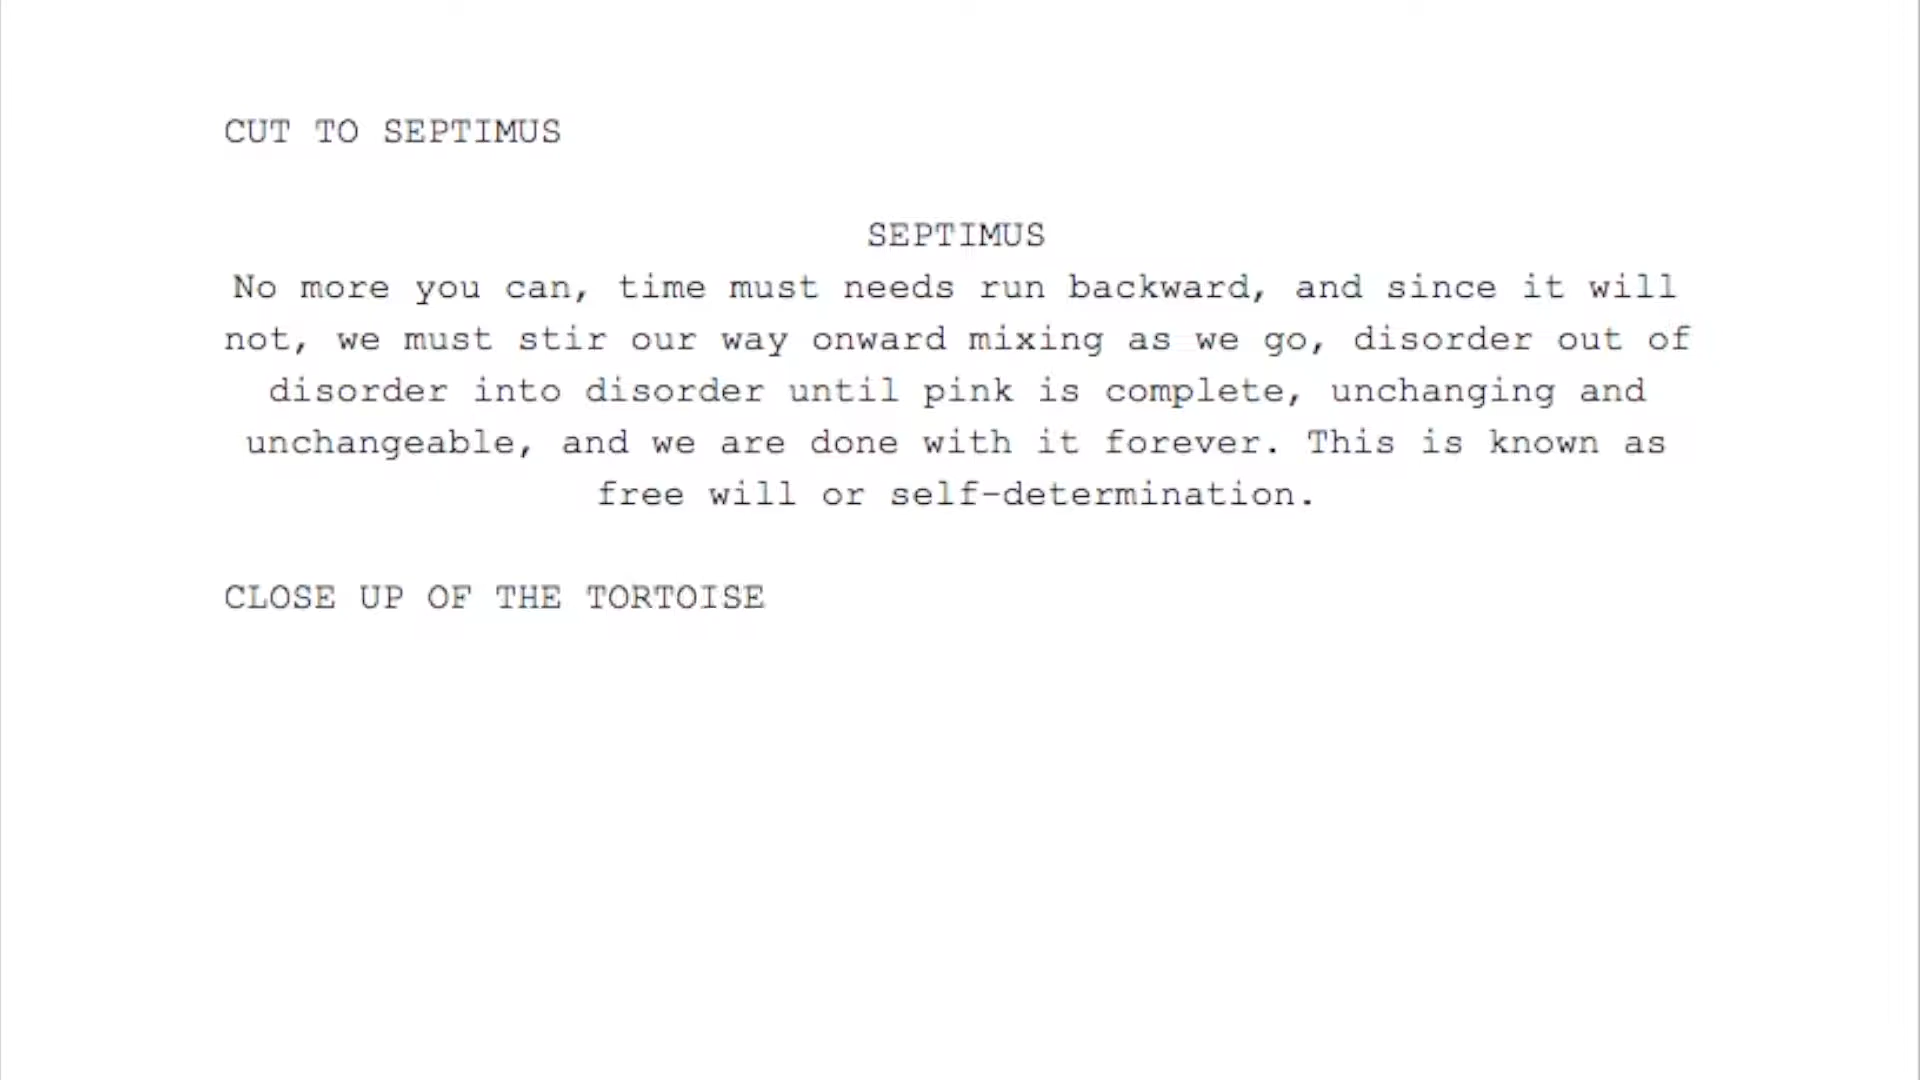 CUT TO SEPTIMUS
SEPTIMUS
No more you can, time must needs run backward, and since it will
not, we must stir our way onward mixing as we go, disorder out of
disorder into disorder until pink is complete, unchanging and
unchangeable, and we are done with it forever. This is known as
free will or self-determination.
CLOSE UP OF THE TORTOISE